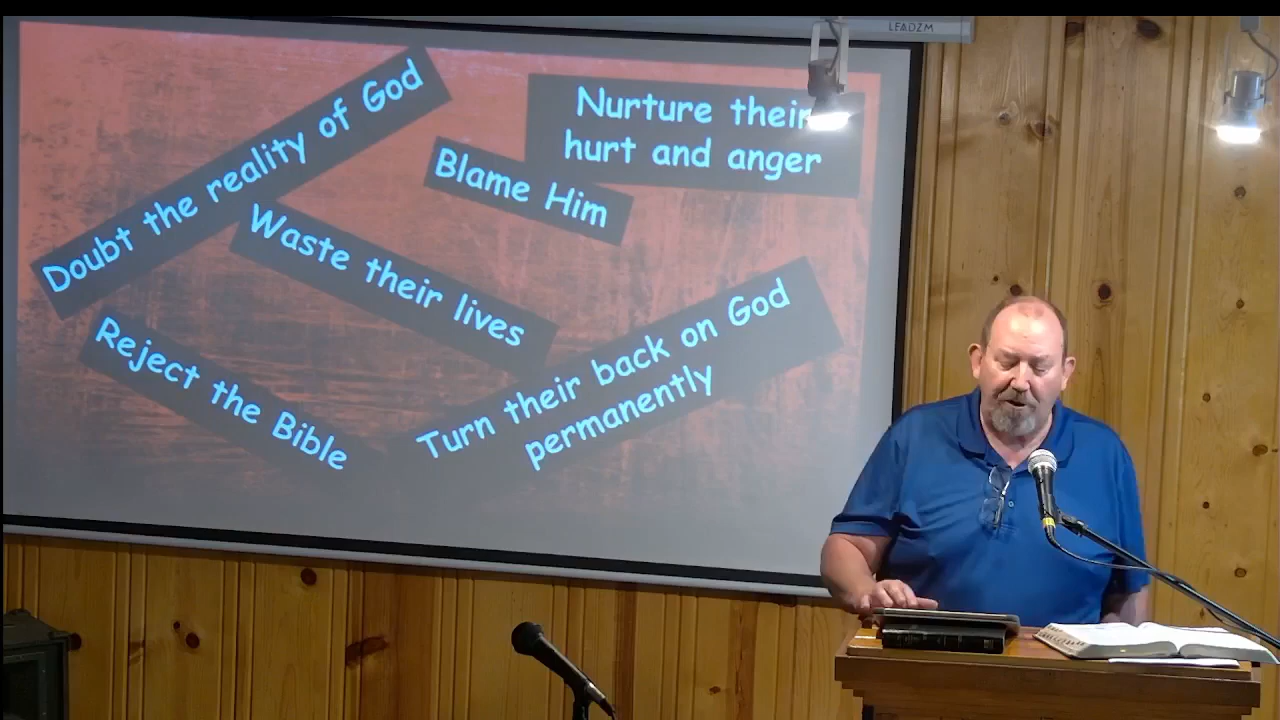 LEADZM
Doubt the reality of God
Nurture their
hurt and anger
Blame Him
Waste their lives
Turn their back on God
permanently
Reject the Bible